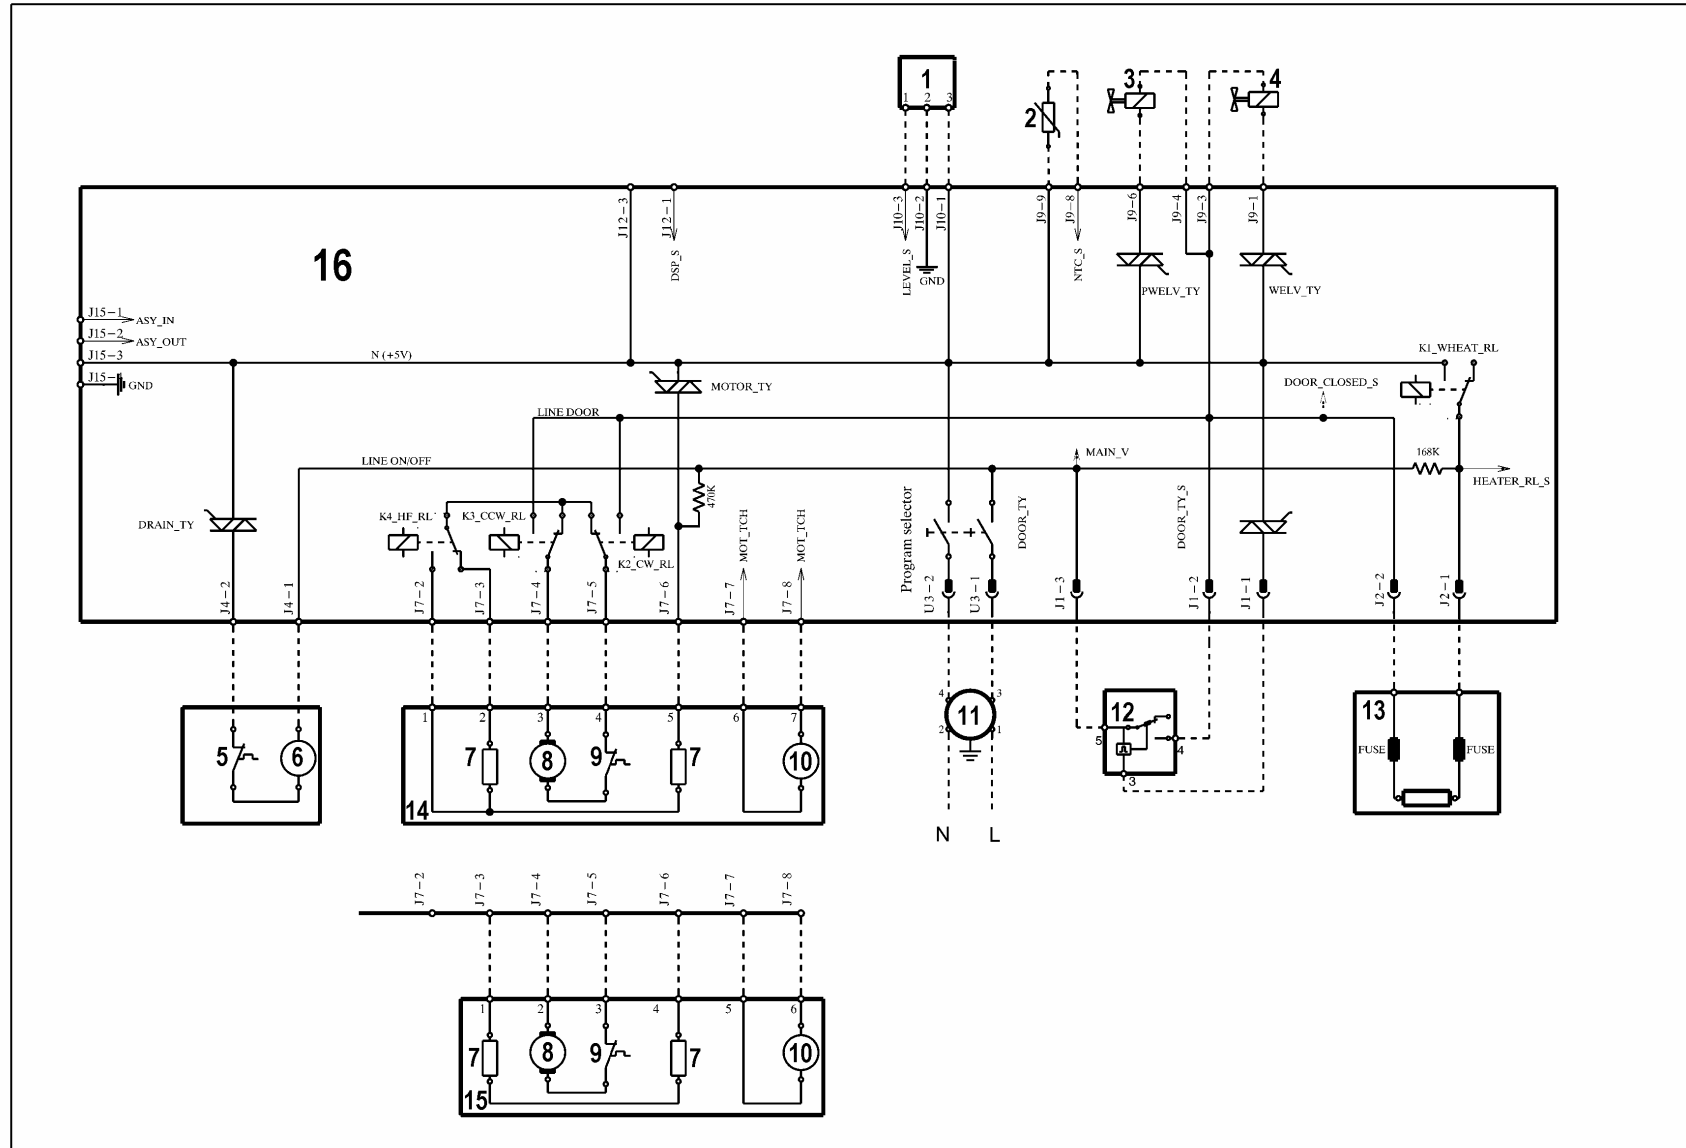 1
1 2 3
2
3
4
J12-3
J12-1
DSP_S
J10-3
J10-2
J10-1
LEVEL_S
GND
J9-9
J9-8
NTC_S
J9-6
J9-4
J9-3
J9-1
PWELV_TY
WELV_TY
16
J15-1
ASY_IN
J15-2
ASY_OUT
J15-3
N (+5V)
GND
MOTOR_TY
K1_WHEAT_RL
DOOR_CLOSED_S
LINE DOOR
LINE ON/OFF
MAIN_V
168K
HEATER_RL_S
470K
DRAIN_TY
K4_HF_RL
K3_CCW_RL
K2_CW_RL
MOT_TCH
MOT_TCH
Program selector
DOOR_TY
DOOR_TY_S
J4-2
J4-1
J7-2
J7-3
J7-4
J7-5
J7-6
J7-7
J7-8
U3-2
U3-1
J1-3
J1-2
J1-1
J2-2
J2-1
5
6
1 2 3 4 5 6 7
7
8
9
7
10
14
4 3
11
2 1
N L
12
5
4
3
13
FUSE
FUSE
J7-2
J7-3
J7-4
J7-5
J7-6
J7-7
J7-8
1 2 3 4 5 6
7
8
9
7
10
15